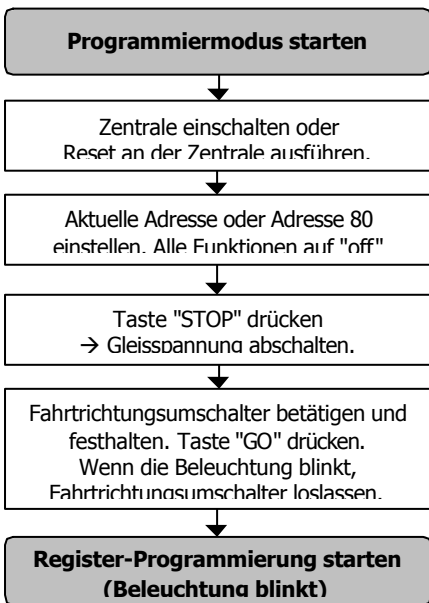 Programmiermodus starten
Zentrale einschalten oder
Reset an der Zentrale ausführen.
Aktuelle Adresse oder Adresse 80
einstellen. Alle Funktionen auf "off"
Taste "STOP" drücken
→ Gleisspannung abschalten.
Fahrtrichtungsumschalter betätigen und
festhalten. Taste "GO" drücken.
Wenn die Beleuchtung blinkt,
Fahrtrichtungsumschalter loslassen.
Register-Programmierung starten
(Beleuchtung blinkt)